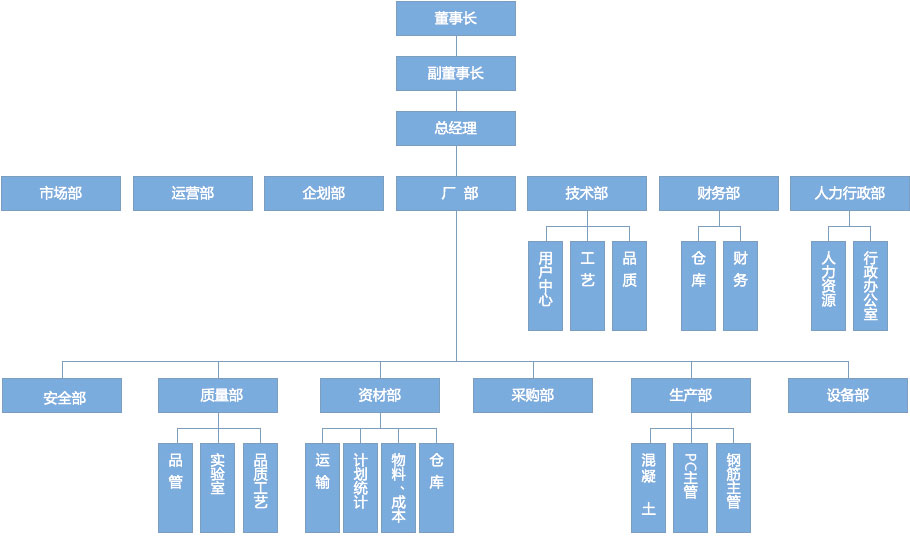 董事长
副董事长
总经理
市场部
运营部
企划部
厂 部
技术部
财务部
人力行政部
用户中心
工艺
品质
仓库
财务
人力资源
行政办公室
安全部
质量部
资材部
采购部
生产部
设备部
品管
实验室
品质工艺
运输
计划统计
物料、成本
仓库
混凝 土
PC主管
钢筋主管